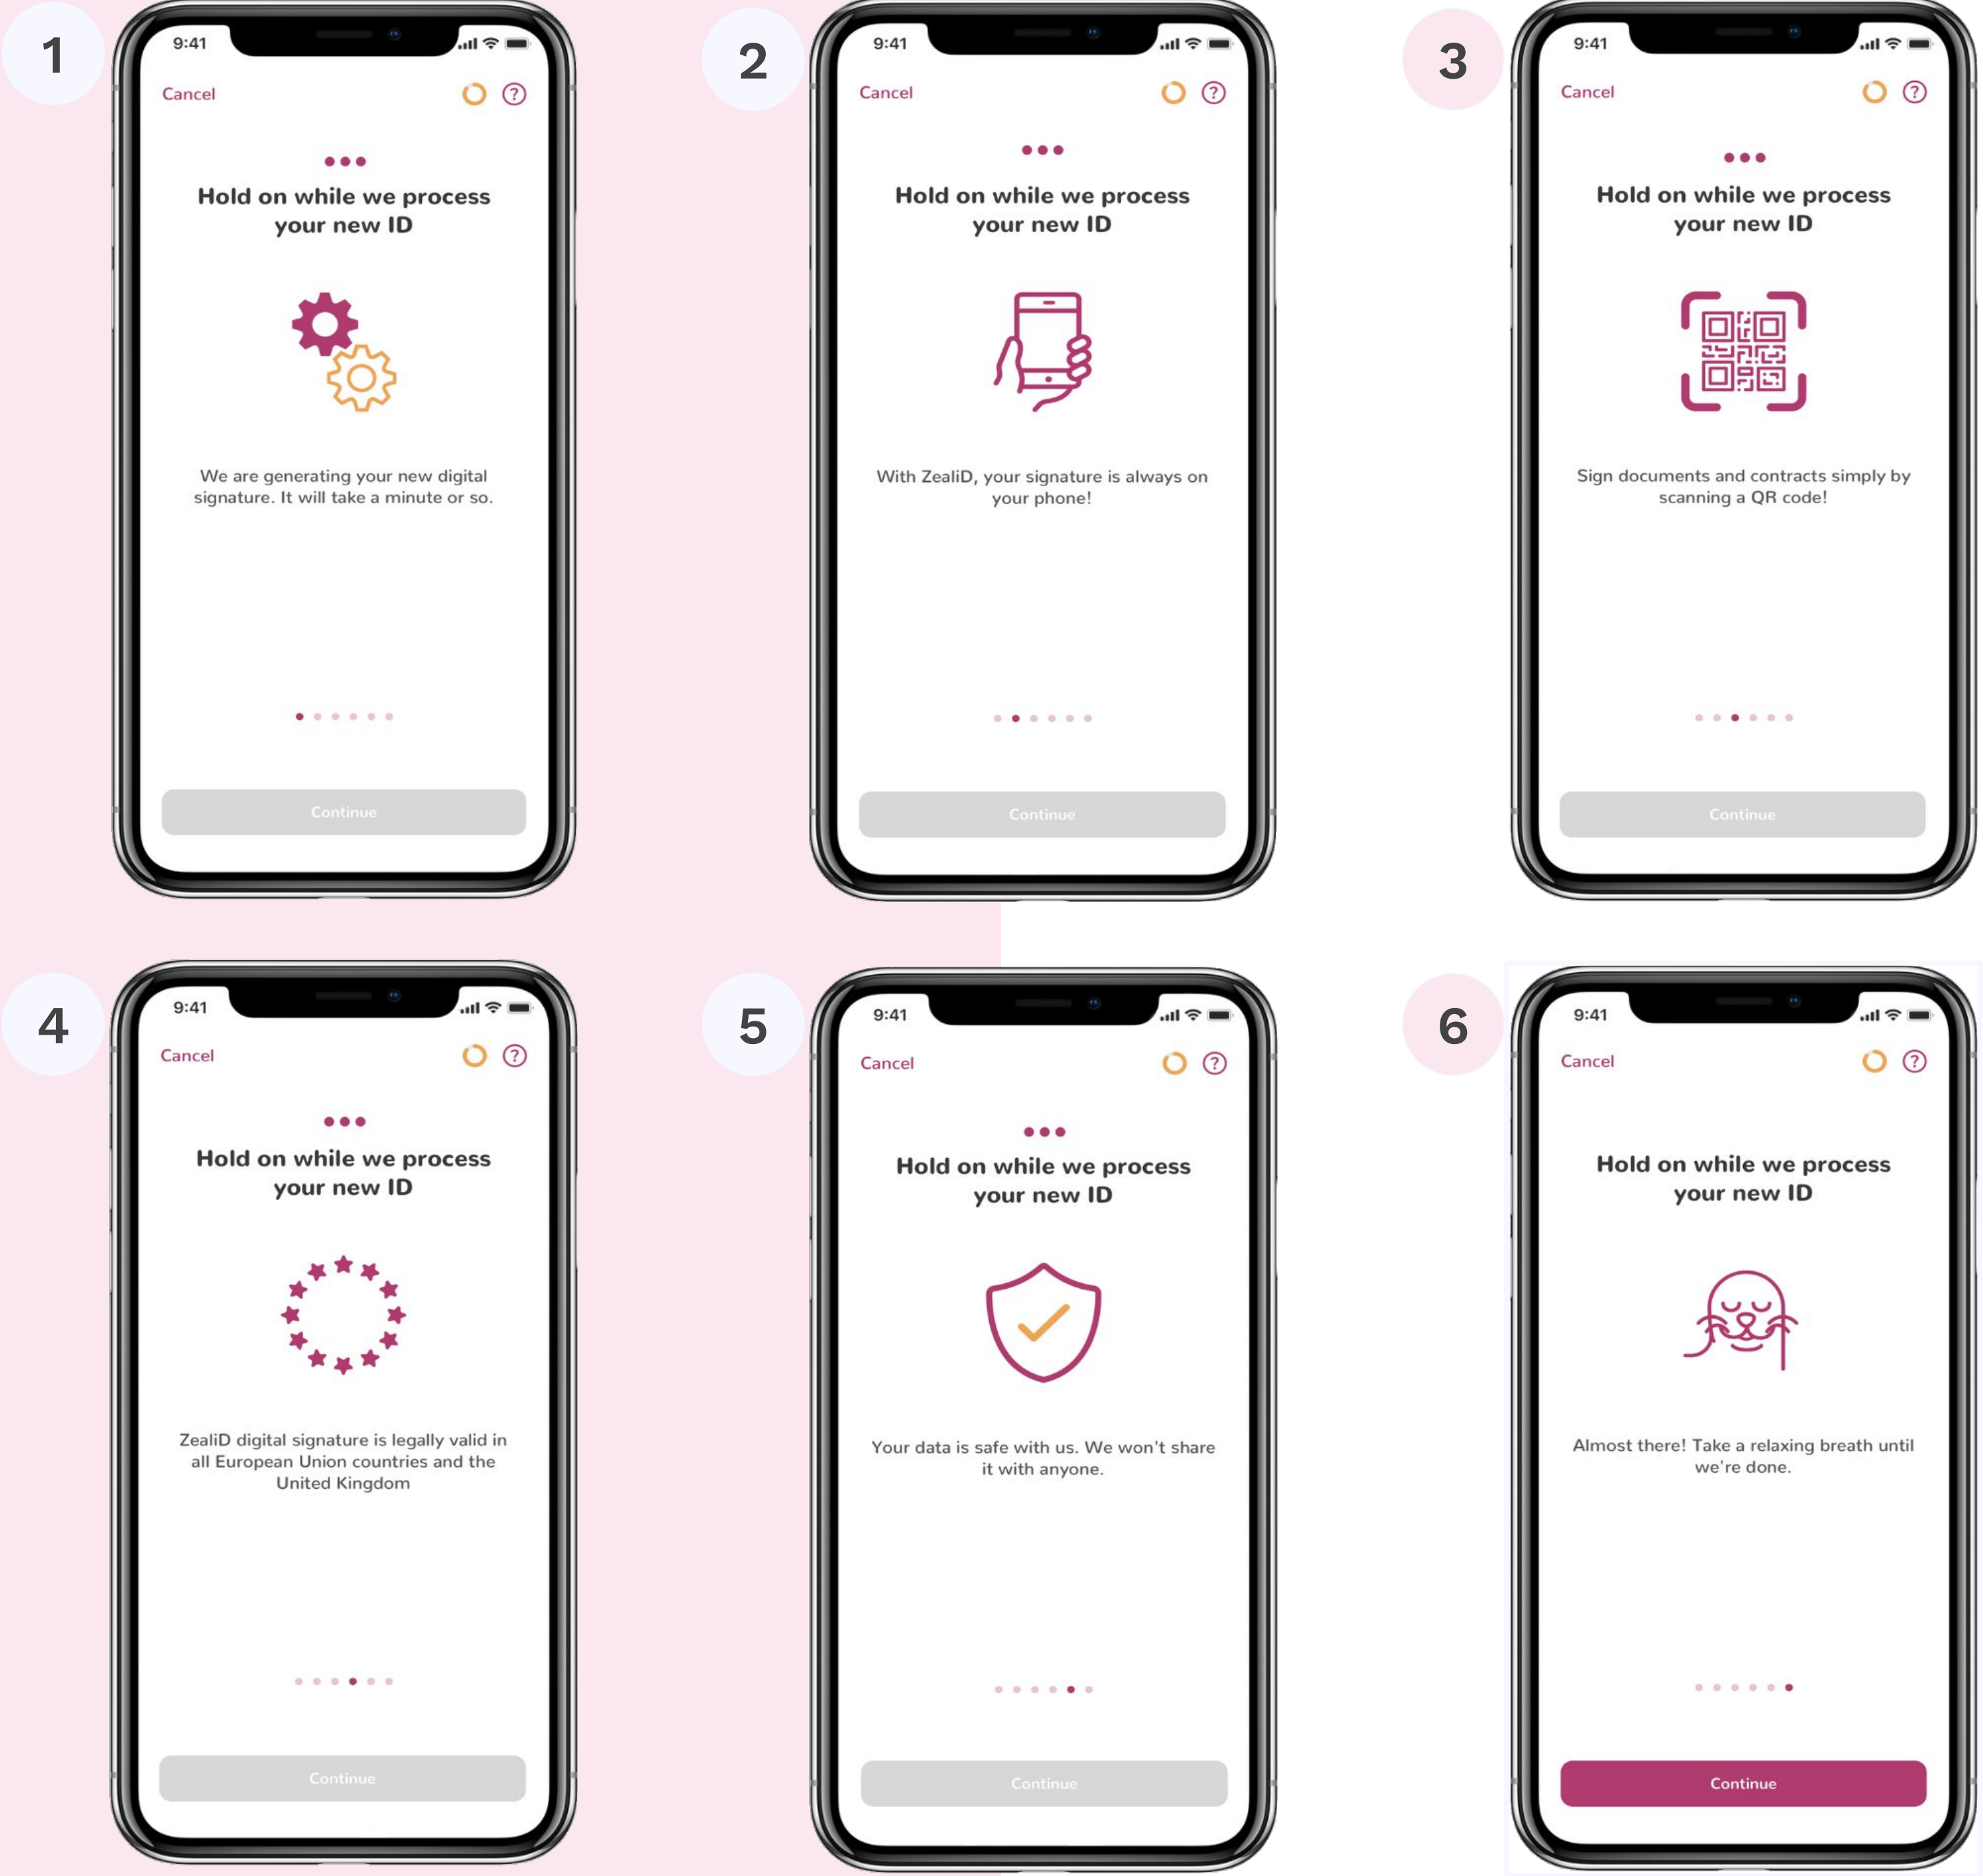 1
9:41
Cancel
?
Hold on while we process
your new ID
We are generating your new digital
signature. It will take a minute or so.
Continue
2
9:41
Cancel
?
Hold on while we process
your new ID
With ZealiD, your signature is always on
your phone!
Continue
3
9:41
Cancel
?
Hold on while we process
your new ID
Sign documents and contracts simply by
scanning a QR code!
Continue
4
9:41
Cancel
?
Hold on while we process
your new ID
ZealiD digital signature is legally valid in
all European Union countries and the
United Kingdom
Continue
5
9:41
Cancel
?
Hold on while we process
your new ID
Your data is safe with us. We won't share
it with anyone.
Continue
6
9:41
Cancel
?
Hold on while we process
your new ID
Almost there! Take a relaxing breath until
we're done.
Continue